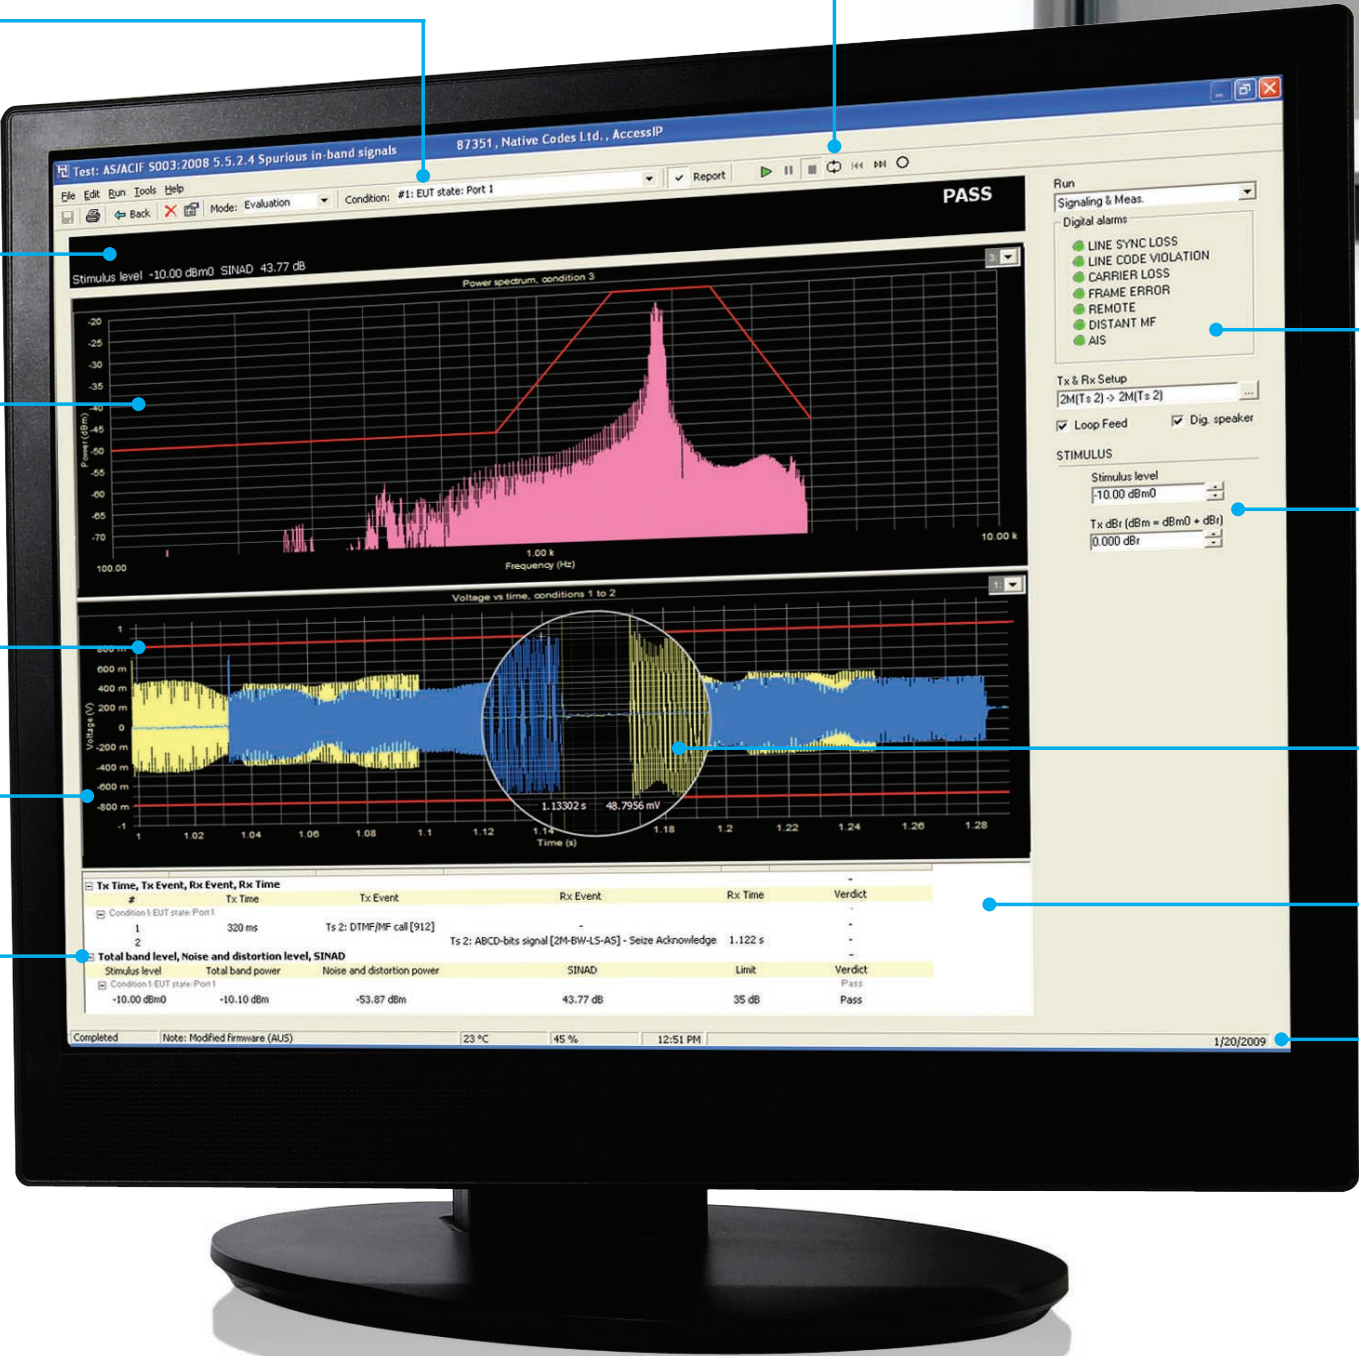 Test: AS/ACIF S003:2008 5.5.2.4 Spurious in-band signals 87351, Native Codes Ltd., AccessIP
File Edit Run Tools Help
Back Mode: Evaluation Condition: #1: EUT state: Port 1 Report
PASS
Stimulus level -10.00 dBm0 SINAD 43.77 dB
Power spectrum, condition 3
3:
-20
-25
-30
-35
-40
-45
-50
-55
-60
-65
-70
Power (dBm)
100.00
1.00 k
10.00 k
Frequency (Hz)
Voltage vs time, conditions 1 to 2
1:
1
800 m
600 m
400 m
200 m
0
-200 m
-400 m
-600 m
-800 m
-1
Voltage (V)
1.13302 s 48.7956 mV
1 1.02 1.04 1.06 1.08 1.1 1.12 1.14 1.18 1.2 1.22 1.24 1.26 1.28
Time (s)
Tx Time, Tx Event, Rx Event, Rx Time -
# Tx Time Tx Event Rx Event Rx Time Verdict
Condition 1: EUT state: Port 1 -
1 320 ms Ts 2: DTMF/MF call [912] - -
2 Ts 2: ABCD-bits signal [2M-BW-LS-AS] - Seize Acknowledge 1.122 s -
Total band level, Noise and distortion level, SINAD -
Stimulus level Total band power Noise and distortion power SINAD Limit Verdict
Condition 1: EUT state: Port 1 Pass
-10.00 dBm0 -10.10 dBm -53.87 dBm 43.77 dB 35 dB Pass
Completed Note: Modified firmware (AUS) 23 °C 45 % 12:51 PM 1/20/2009
Run
Signaling & Meas.
Digital alarms
LINE SYNC LOSS
LINE CODE VIOLATION
CARRIER LOSS
FRAME ERROR
REMOTE
DISTANT MF
AIS
Tx & Rx Setup
2M(Ts 2) -> 2M(Ts 2) ...
Loop Feed Dig. speaker
STIMULUS
Stimulus level
-10.00 dBm0
Tx dBr (dBm = dBm0 + dBr)
0.000 dBr